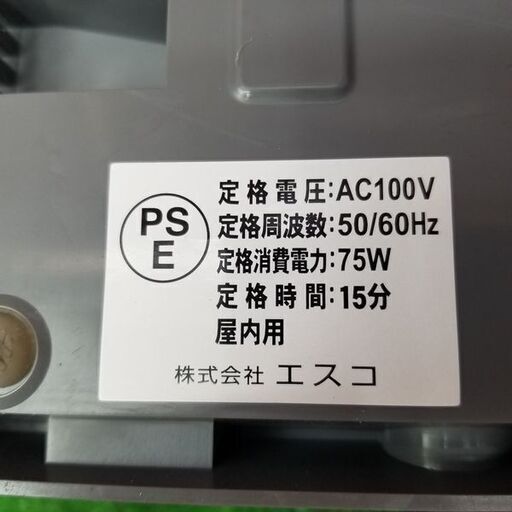 PS
E
定格電圧:AC100V
定格周波数:50/60Hz
定格消費電力:75W
定格時間:15分
屋内用
株式会社 エスコ